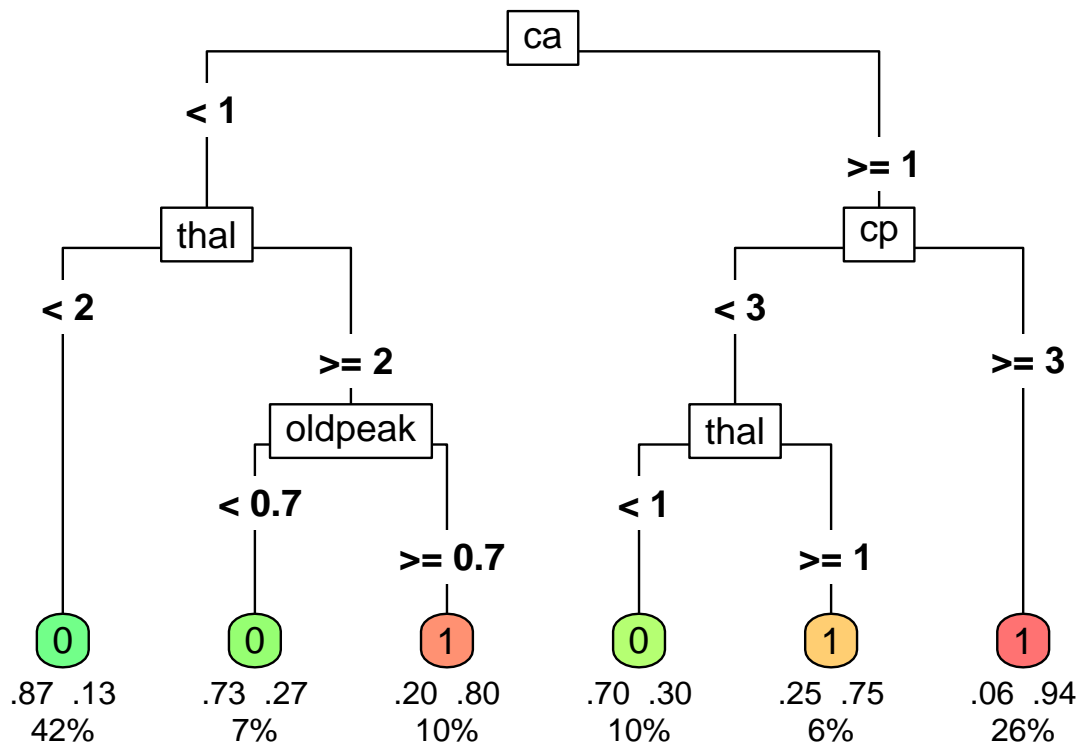 ca
< 1
>= 1
thal
cp
< 2
>= 2
< 3
>= 3
oldpeak
thal
< 0.7
>= 0.7
< 1
>= 1
0 0 1 0 1 1
.87 .13 .73 .27 .20 .80 .70 .30 .25 .75 .06 .94
42% 7% 10% 10% 6% 26%